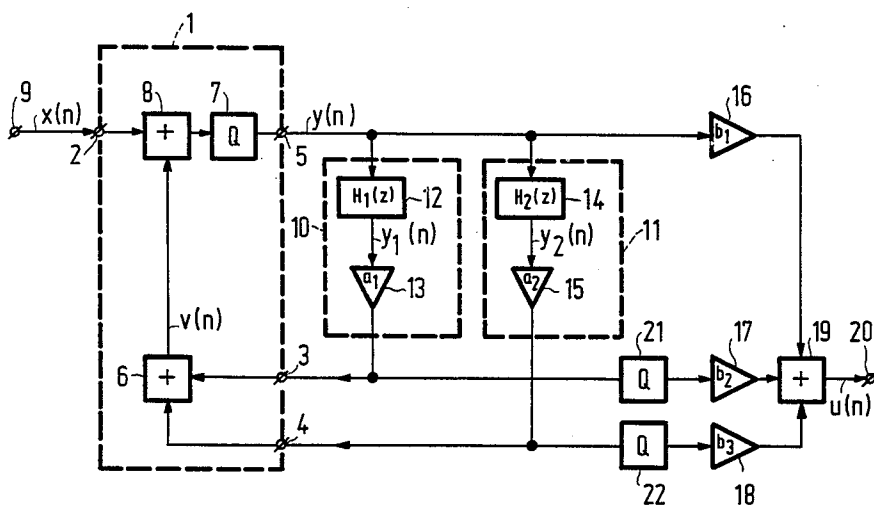 1
9
x(n)
2
8
+
7
Q
5
y(n)
16
b1
H1(z)
12
10
y1(n)
a1
13
H2(z)
14
y2(n)
11
a2
15
v(n)
6
+
3
4
21
Q
17
b2
19
+
20
u(n)
Q
22
b3
18